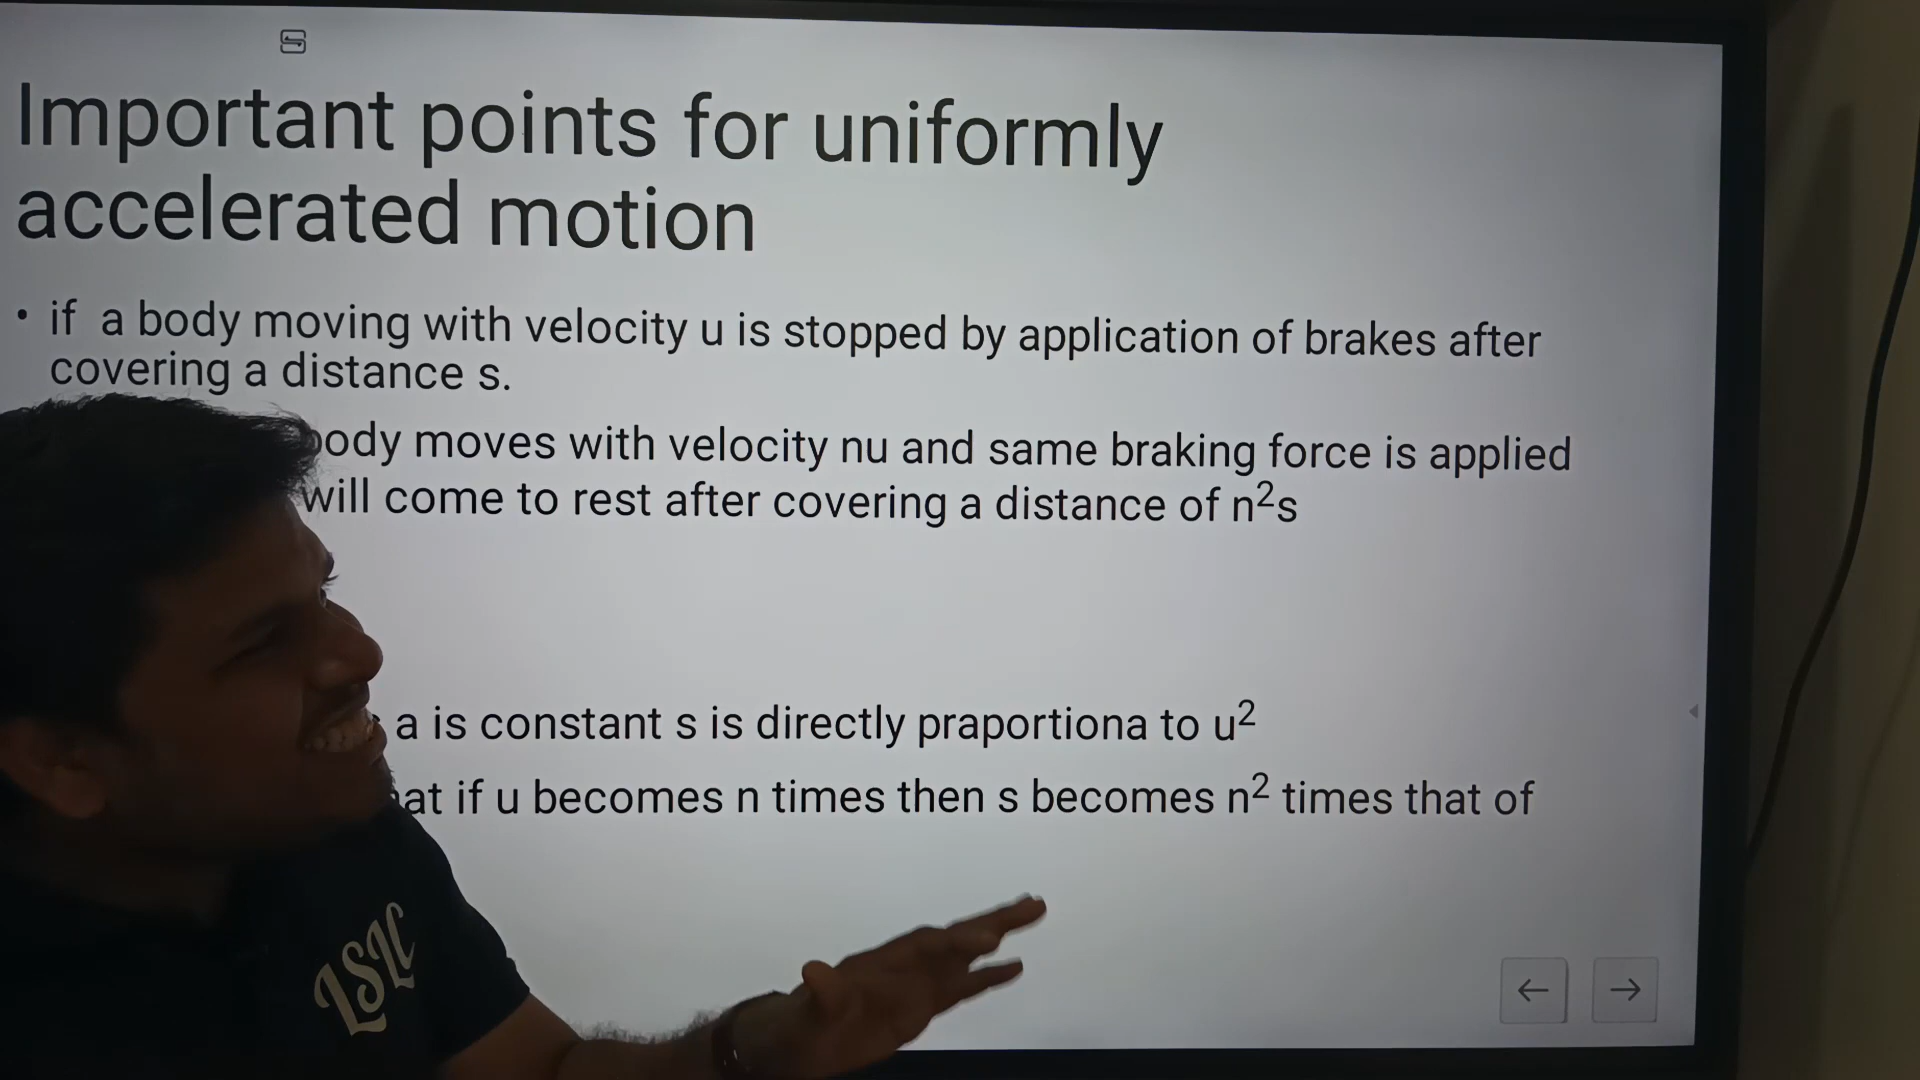 Important points for uniformly
accelerated motion
• if a body moving with velocity u is stopped by application of brakes after
covering a distance s.
body moves with velocity nu and same braking force is applied
will come to rest after covering a distance of n²s
a is constant s is directly praportiona to u²
at if u becomes n times then s becomes n² times that of
LSLC
← →